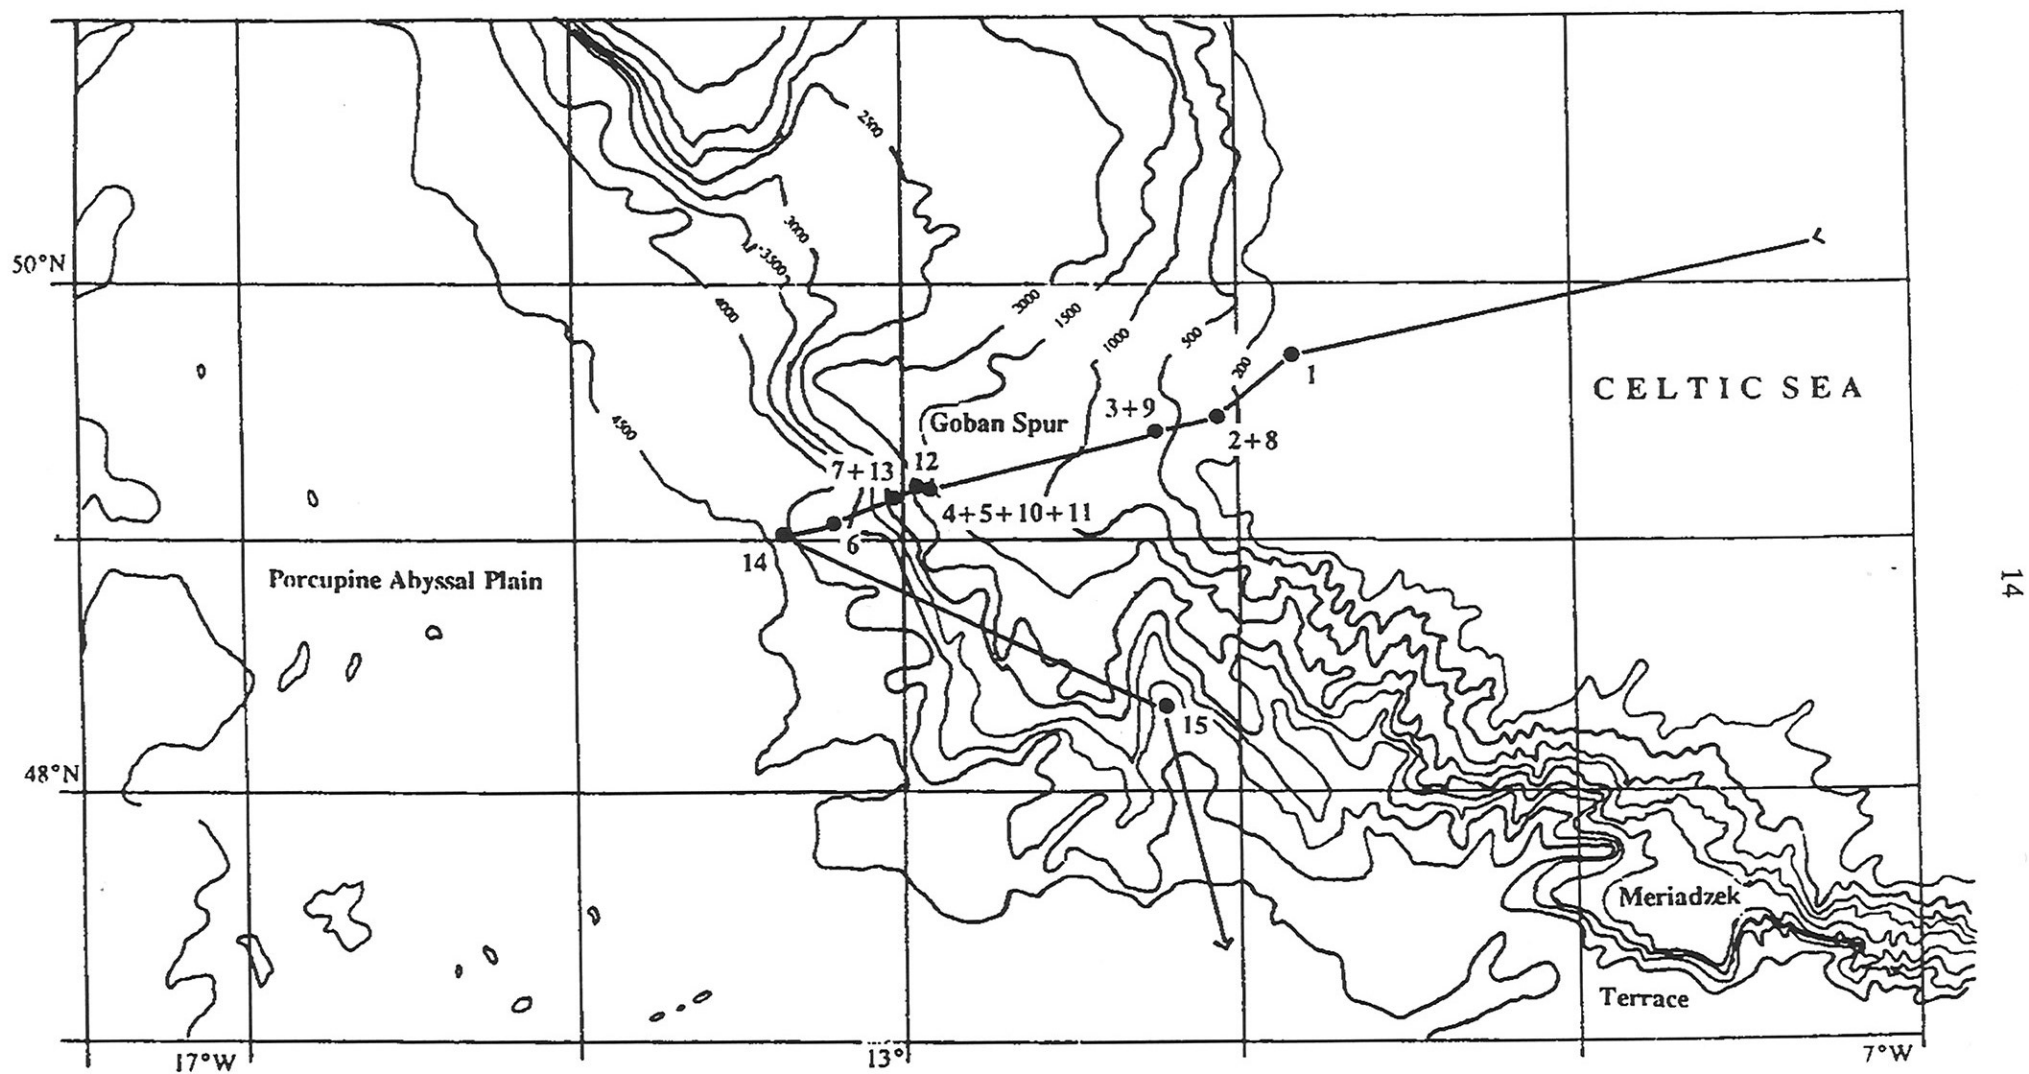 2500
3000
3500
50°N
4000
2000
1500
1000
500
200
1
CELTIC SEA
3+9
Goban Spur
4500
2+8
7+13
12
4+5+10+11
6
14
Porcupine Abyssal Plain
14
15
48°N
Meriadzek
Terrace
17°W
13°
7°W